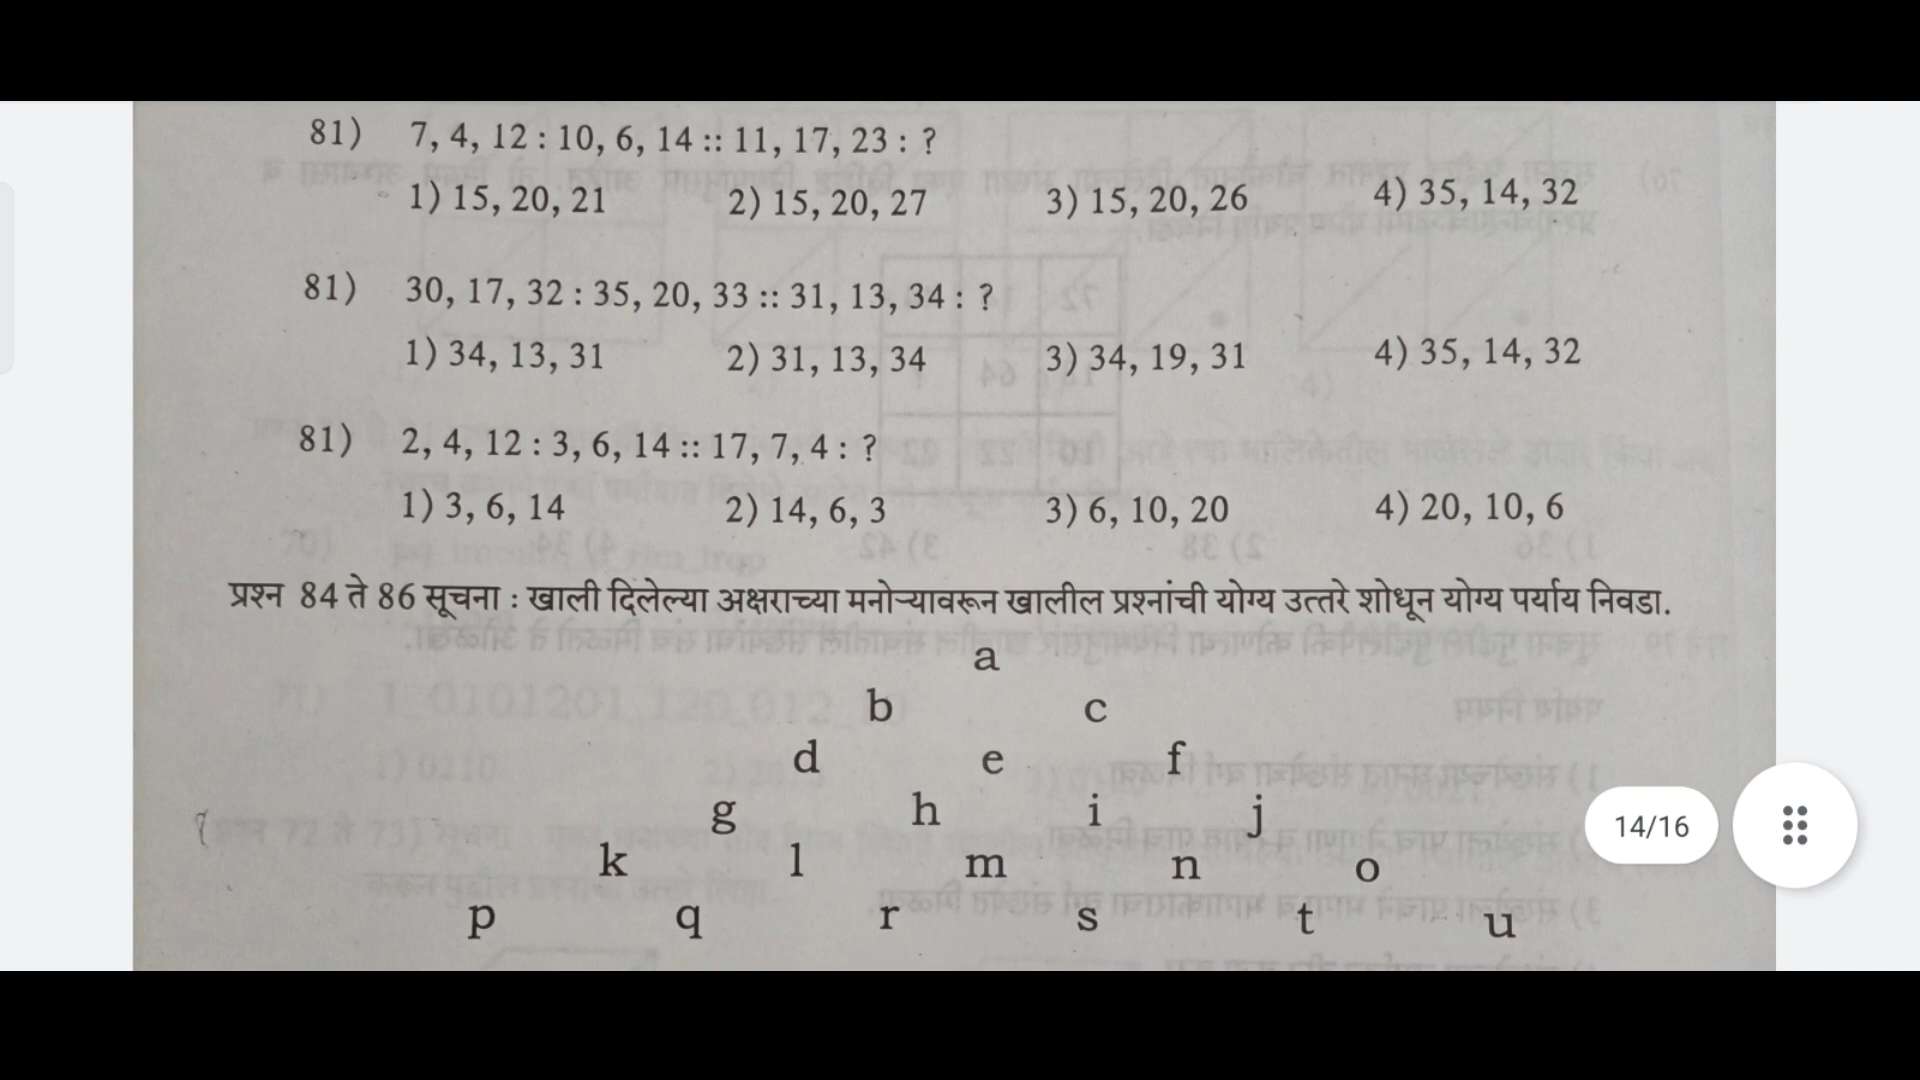 81) 7, 4, 12 : 10, 6, 14 :: 11, 17, 23 : ?
1) 15, 20, 21 2) 15, 20, 27 3) 15, 20, 26 4) 35, 14, 32
81) 30, 17, 32 : 35, 20, 33 :: 31, 13, 34 : ?
1) 34, 13, 31 2) 31, 13, 34 3) 34, 19, 31 4) 35, 14, 32
81) 2, 4, 12 : 3, 6, 14 :: 17, 7, 4 : ?
1) 3, 6, 14 2) 14, 6, 3 3) 6, 10, 20 4) 20, 10, 6
प्रश्न 84 ते 86 सूचना : खाली दिलेल्या अक्षराच्या मनोऱ्यावरून खालील प्रश्नांची योग्य उत्तरे शोधून योग्य पर्याय निवडा.
a
b c
d e f
g h i j
k l m n o
p q r s t u
14/16